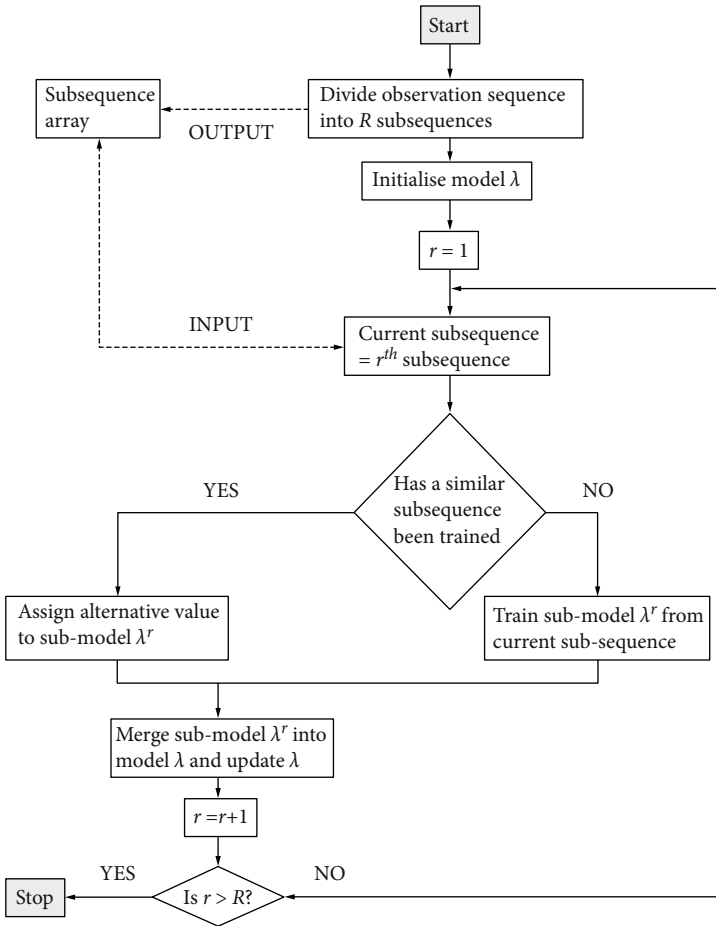 Start
Subsequence
array
OUTPUT
Divide observation sequence
into R subsequences
Initialise model λ
r = 1
INPUT
Current subsequence
= r^th subsequence
YES
Has a similar
subsequence
been trained
NO
Assign alternative value
to sub-model λ^r
Train sub-model λ^r from
current sub-sequence
Merge sub-model λ^r into
model λ and update λ
r =r+1
YES
NO
Stop
Is r > R?